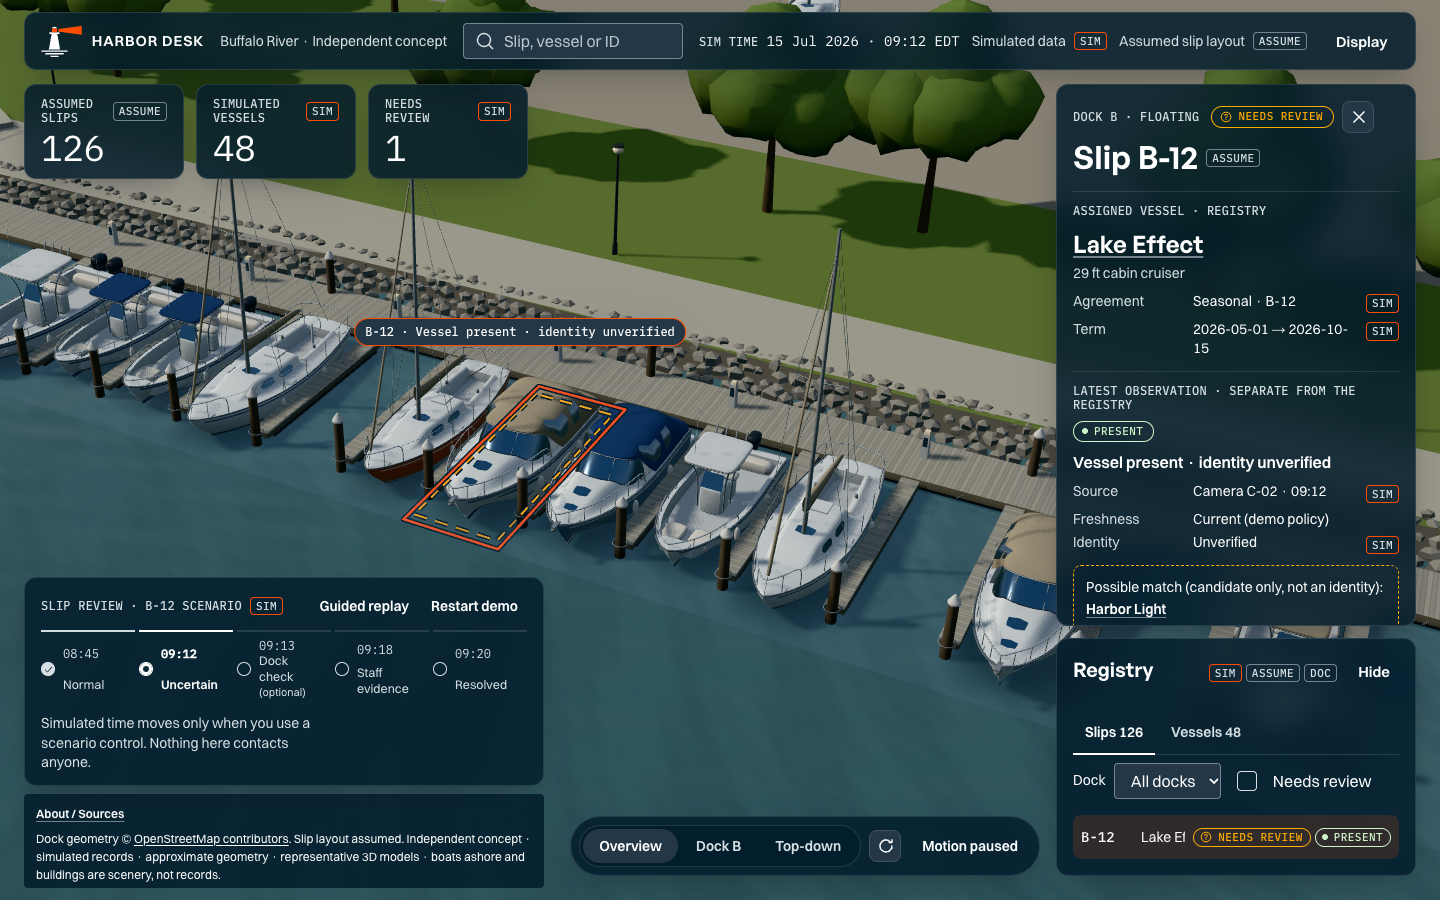 HARBOR DESK
Buffalo River · Independent concept
Slip, vessel or ID
SIM TIME 15 Jul 2026 · 09:12 EDT
Simulated data SIM
Assumed slip layout ASSUME
Display
ASSUMED SLIPS ASSUME
126
SIMULATED VESSELS SIM
48
NEEDS REVIEW SIM
1
B-12 · Vessel present · identity unverified
DOCK B · FLOATING NEEDS REVIEW
Slip B-12 ASSUME
ASSIGNED VESSEL · REGISTRY
Lake Effect
29 ft cabin cruiser
Agreement Seasonal · B-12 SIM
Term 2026-05-01 → 2026-10-
15 SIM
LATEST OBSERVATION · SEPARATE FROM THE
REGISTRY
PRESENT
Vessel present · identity unverified
Source Camera C-02 · 09:12 SIM
Freshness Current (demo policy)
Identity Unverified SIM
Possible match (candidate only, not an identity):
Harbor Light
SLIP REVIEW · B-12 SCENARIO SIM
Guided replay
Restart demo
08:45
Normal
09:12
Uncertain
09:13
Dock
check
(optional)
09:18
Staff
evidence
09:20
Resolved
Simulated time moves only when you use a
scenario control. Nothing here contacts
anyone.
About / Sources
Dock geometry © OpenStreetMap contributors. Slip layout assumed. Independent concept ·
simulated records · approximate geometry · representative 3D models · boats ashore and
buildings are scenery, not records.
Overview
Dock B
Top-down
Motion paused
Registry SIM ASSUME DOC Hide
Slips 126
Vessels 48
Dock All docks Needs review
B-12 Lake Ef NEEDS REVIEW PRESENT